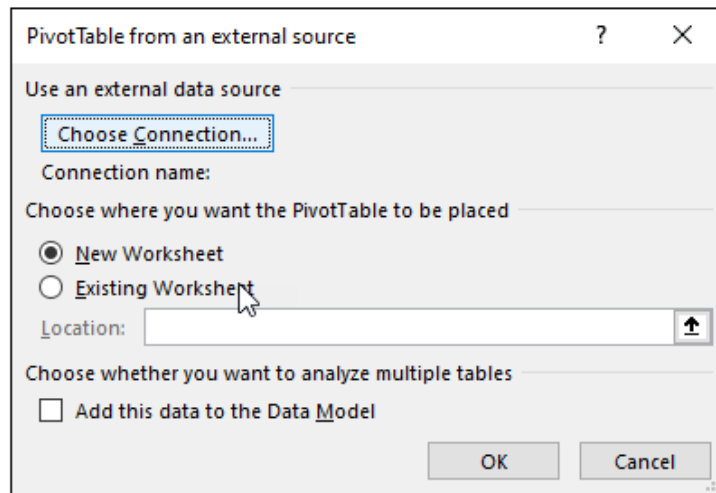 PivotTable from an external source ?
Use an external data source
Choose Connection...
Connection name:
Choose where you want the PivotTable to be placed
New Worksheet
Existing Worksheet
Location:
Choose whether you want to analyze multiple tables
Add this data to the Data Model
OK Cancel